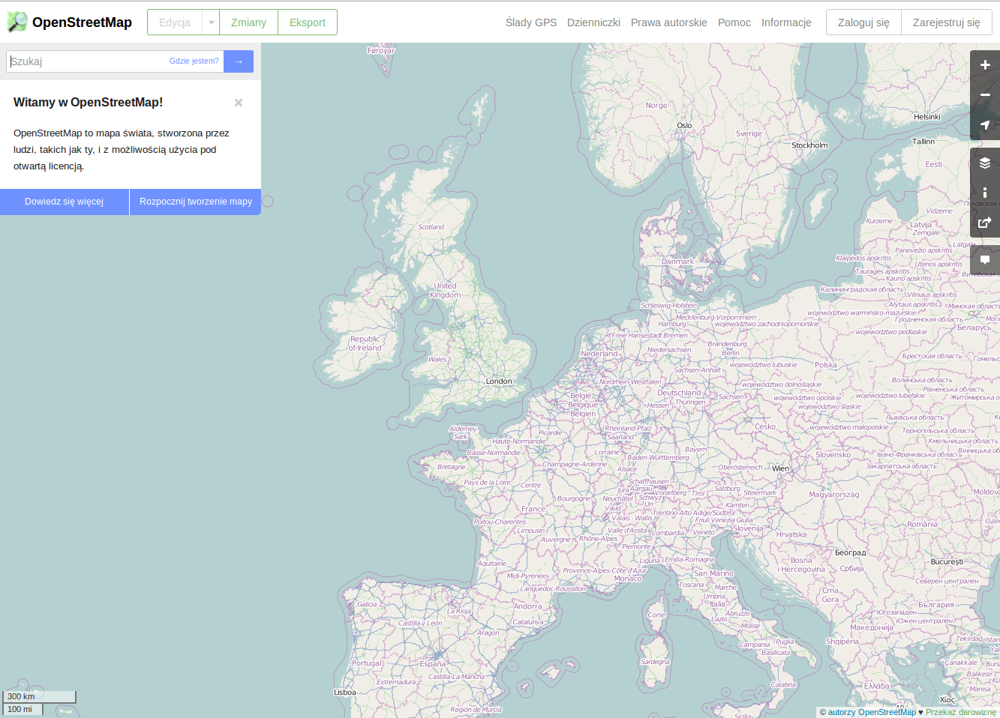 OpenStreetMap
Edycja
Zmiany
Eksport
Ślady GPS
Dzienniczki
Prawa autorskie
Pomoc
Informacje
Zaloguj się
Zarejestruj się
Szukaj
Gdzie jestem?
→
Witamy w OpenStreetMap!
OpenStreetMap to mapa świata, stworzona przez
ludzi, takich jak ty, i z możliwością użycia pod
otwartą licencją.
Dowiedz się więcej
Rozpocznij tworzenie mapy
Føroyar
Norge
Oslo
Sverige
Stockholm
Helsinki
Tallinn
Eesti
Vidzeme
Kurzeme
Latvija
Zemgale
Latgale
Scotland
Danmark
Panevėžio apskritis
Klaipėdos apskritis
Utenos apskritis
Tauragės apskritis
Kauno apskritis
United
Kingdom
Калининградская область
Vilniaus apskritis
Schleswig-Holstein
Alytaus apskritis
Минская область
Mecklenburg-Vorpommern
województwo warmińsko-mazurskie
Hamburg
województwo zachodniopomorskie
Гродненская область
Беларусь
Freie Hansestadt Bremen
województwo podlaskie
Republic
of Ireland
Brandenburg
Niedersachsen
Berlin
Nederland
Wales
Брестская область
województwo lubuskie
Polska
Sachsen-Anhalt
London
Nordrhein-Westfalen
Волинська область
województwo dolnośląskie
België
Belgique
Belgien
Deutschland
Рівненська область
Sachsen
województwo opolskie
województwo lubelskie
Thüringen
Hessen
województwo śląskie
Львівська область
Alderney
Sark
Picardie
Rheinland-Pfalz
Saarland
Česko
województwo małopolskie
Тернопільська область
Haute-Normandie
Хмельницька область
Basse-Normandie
Lorraine
Bayern
Baden-Württemberg
Slovensko
Івано-Франківська область
Champagne-Ardenne
Bretagne
Alsace
Oberösterreich
Wien
Закарпатська область
Pays de la Loire
Centre
Schaffhausen
Jura
Aargau
Vorarlberg
Tirol
Salzburg
Steiermark
Magyarország
Bourgogne
Neuchâtel
Schwyz
Uri
Vaud
Kärnten
France
Trentino-Alto Adige/Südtirol
Poitou-Charentes
Valais - Wallis
Friuli Venezia Giulia
România
Limousin
Valle d'Aosta
Lombardia
Veneto
Slovenija
Hrvatska
Auvergne
Rhône-Alpes
Piemonte
Београд
Aquitaine
Liguria
Emilia-Romagna
Bosna
i Hercegovina
Србија
București
Midi-Pyrénées
Provence-Alpes-Côte d'Azur
Monaco
San Marino
Северен централен
Languedoc-Roussillon
Toscana
Marche
Umbria
Italia
Crna
Gora
Galicia
La Rioja
Andorra
Corse
Abruzzo
Lazio
България
Югозападен
Южен централен
Castilla y León
Catalunya
Molise
Македонија
Aragón
Campania
Puglia
Basilicata
Shqipëria
Tekirdağ
Portugal
España
Sardegna
Çanakkale
Castilla-La Mancha
Extremadura
Calabria
Ελλάδα
Balıkesir
Lisboa
Manisa
Χίος
Región de Murcia
Sicilia
300 km
100 mi
© autorzy OpenStreetMap ♥ Przekaż darowiznę